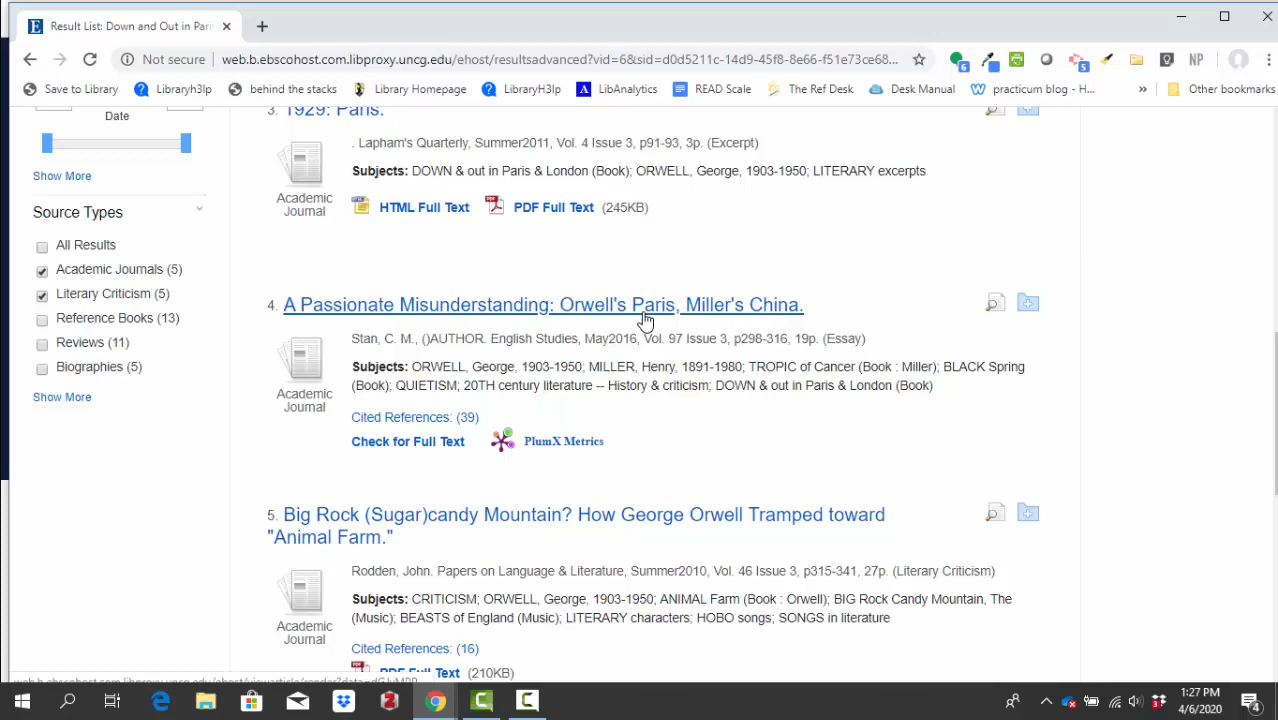 Result List: Down and Out in Pari
Not secure
web.b.ebscohost.com.libproxy.uncg.edu/ehost/resultsadvanced?vid=6&sid=d0d5211c-14d9-45f8-8e66-f51e73ce68...
6
5
NP
Save to Library
Libraryh3lp
behind the stacks
Library Homepage
LibraryH3lp
LibAnalytics
READ Scale
The Ref Desk
Desk Manual
practicum blog - H...
»
Other bookmarks
Date
Show More
Source Types
All Results
Academic Journals (5)
Literary Criticism (5)
Reference Books (13)
Reviews (11)
Biographies (5)
Show More
3. 1929: Paris.
. Lapham's Quarterly, Summer2011, Vol. 4 Issue 3, p91-93, 3p. (Excerpt)
Subjects: DOWN & out in Paris & London (Book); ORWELL, George, 1903-1950; LITERARY excerpts
Academic
Journal
HTML Full Text PDF Full Text (245KB)
4. A Passionate Misunderstanding: Orwell's Paris, Miller's China.
Stan, C. M., ()AUTHOR. English Studies, May2016, Vol. 97 Issue 3, p298-316, 19p. (Essay)
Subjects: ORWELL, George, 1903-1950; MILLER, Henry, 1891-1980; TROPIC of Cancer (Book : Miller); BLACK Spring
(Book); QUIETISM; 20TH century literature -- History & criticism; DOWN & out in Paris & London (Book)
Academic
Journal
Cited References: (39)
Check for Full Text PlumX Metrics
5. Big Rock (Sugar)candy Mountain? How George Orwell Tramped toward
"Animal Farm."
Rodden, John. Papers on Language & Literature, Summer2010, Vol. 46 Issue 3, p315-341, 27p. (Literary Criticism)
Subjects: CRITICISM; ORWELL, George, 1903-1950; ANIMAL Farm (Book : Orwell); BIG Rock Candy Mountain, The
(Music); BEASTS of England (Music); LITERARY characters; HOBO songs; SONGS in literature
Academic
Journal
Cited References: (16)
PDF Full Text (210KB)
1:27 PM
4/6/2020
4